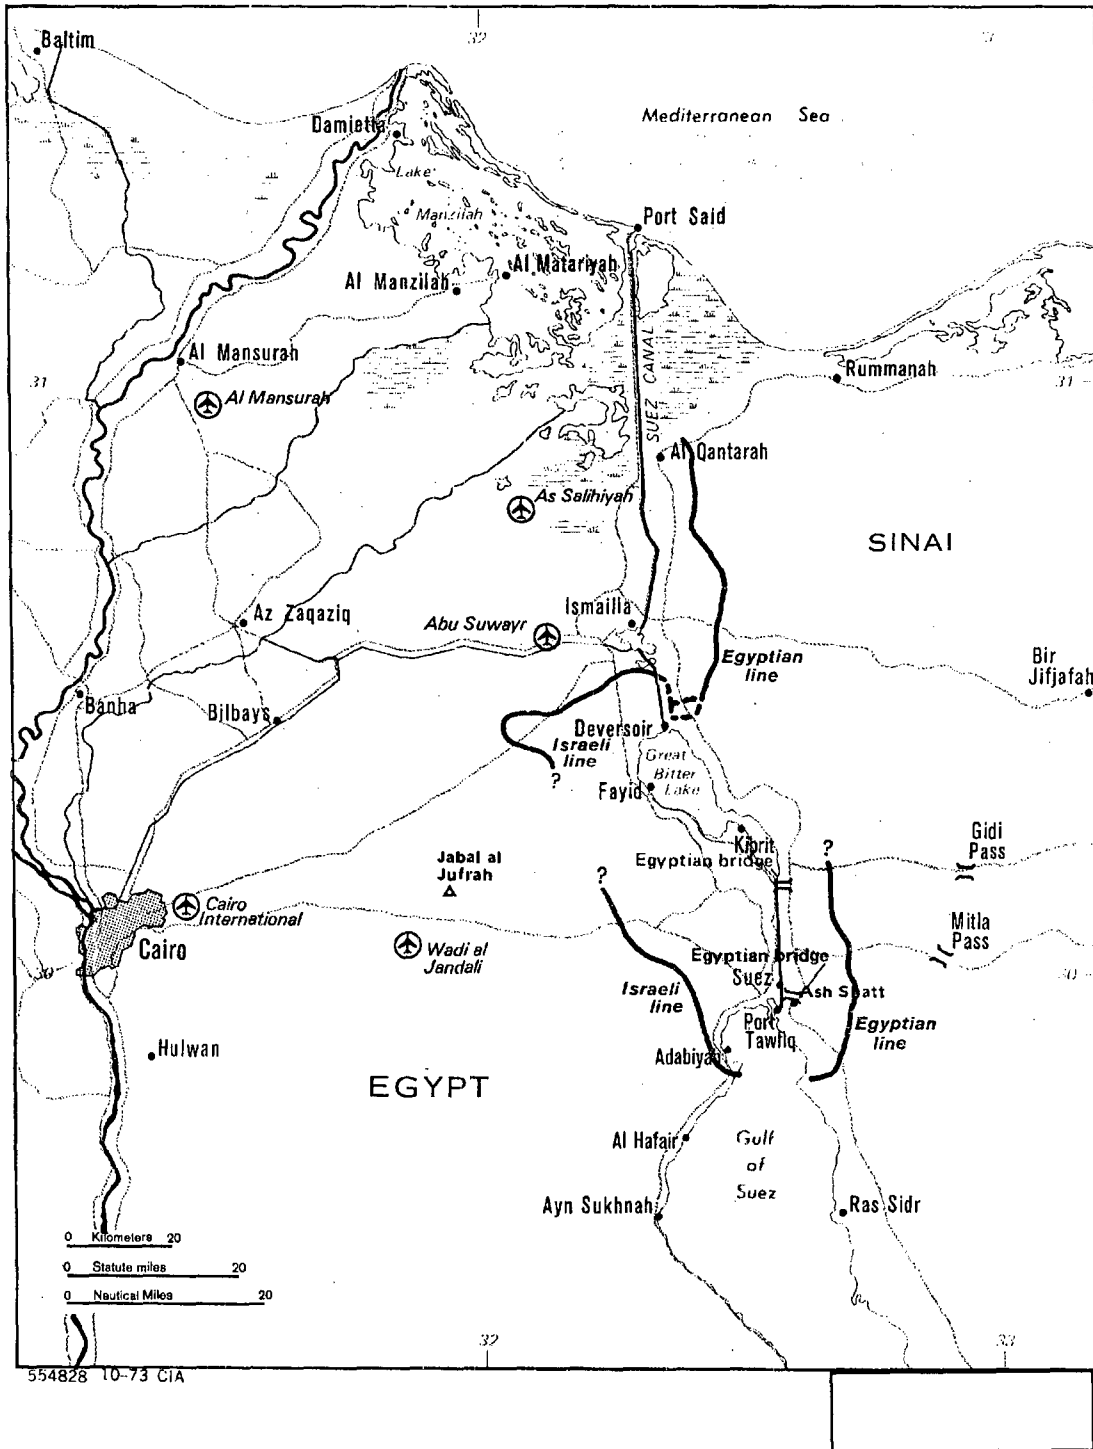 32
3
Baltim
Damietta
Mediterranean Sea
Lake
Manzilah
Port Said
Al Matariyah
Al Manzilah
SUEZ CANAL
Al Mansurah
Rummanah
31
31
Al Mansurah
Al Qantarah
As Salihiyah
SINAI
Az Zaqaziq
Abu Suwayr
Ismailla
Egyptian
line
Bir
Jifjafah
Banha
Bilbays
Deversoir
Israeli
line
?
Great
Bitter
Lake
Fayid
Kibrit
Egyptian bridge
?
Gidi
Pass
Jabal al
Jufrah
?
Cairo
International
Mitla
Pass
Cairo
Wadi al
Jandali
Egyptian bridge
30
30
Suez
Israeli
line
Ash Shatt
Port
Tawfiq
Egyptian
line
Hulwan
Adabiyah
EGYPT
Al Hafair
Gulf
of
Suez
Ayn Sukhnah
Ras Sidr
0 Kilometers 20
0 Statute miles 20
0 Nautical Miles 20
32
33
554828 10-73 CIA